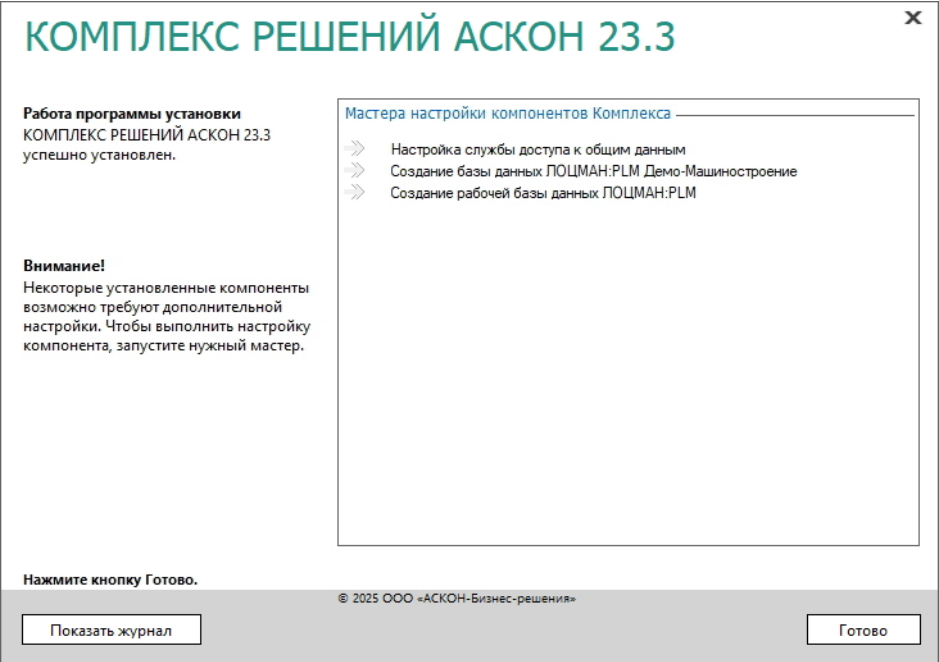 КОМПЛЕКС РЕШЕНИЙ АСКОН 23.3
Работа программы установки
КОМПЛЕКС РЕШЕНИЙ АСКОН 23.3
успешно установлен.
Внимание!
Некоторые установленные компоненты
возможно требуют дополнительной
настройки. Чтобы выполнить настройку
компонента, запустите нужный мастер.
Мастера настройки компонентов Комплекса
Настройка службы доступа к общим данным
Создание базы данных ЛОЦМАН:PLM Демо-Машиностроение
Создание рабочей базы данных ЛОЦМАН:PLM
Нажмите кнопку Готово.
© 2025 ООО «АСКОН-Бизнес-решения»
Показать журнал
Готово